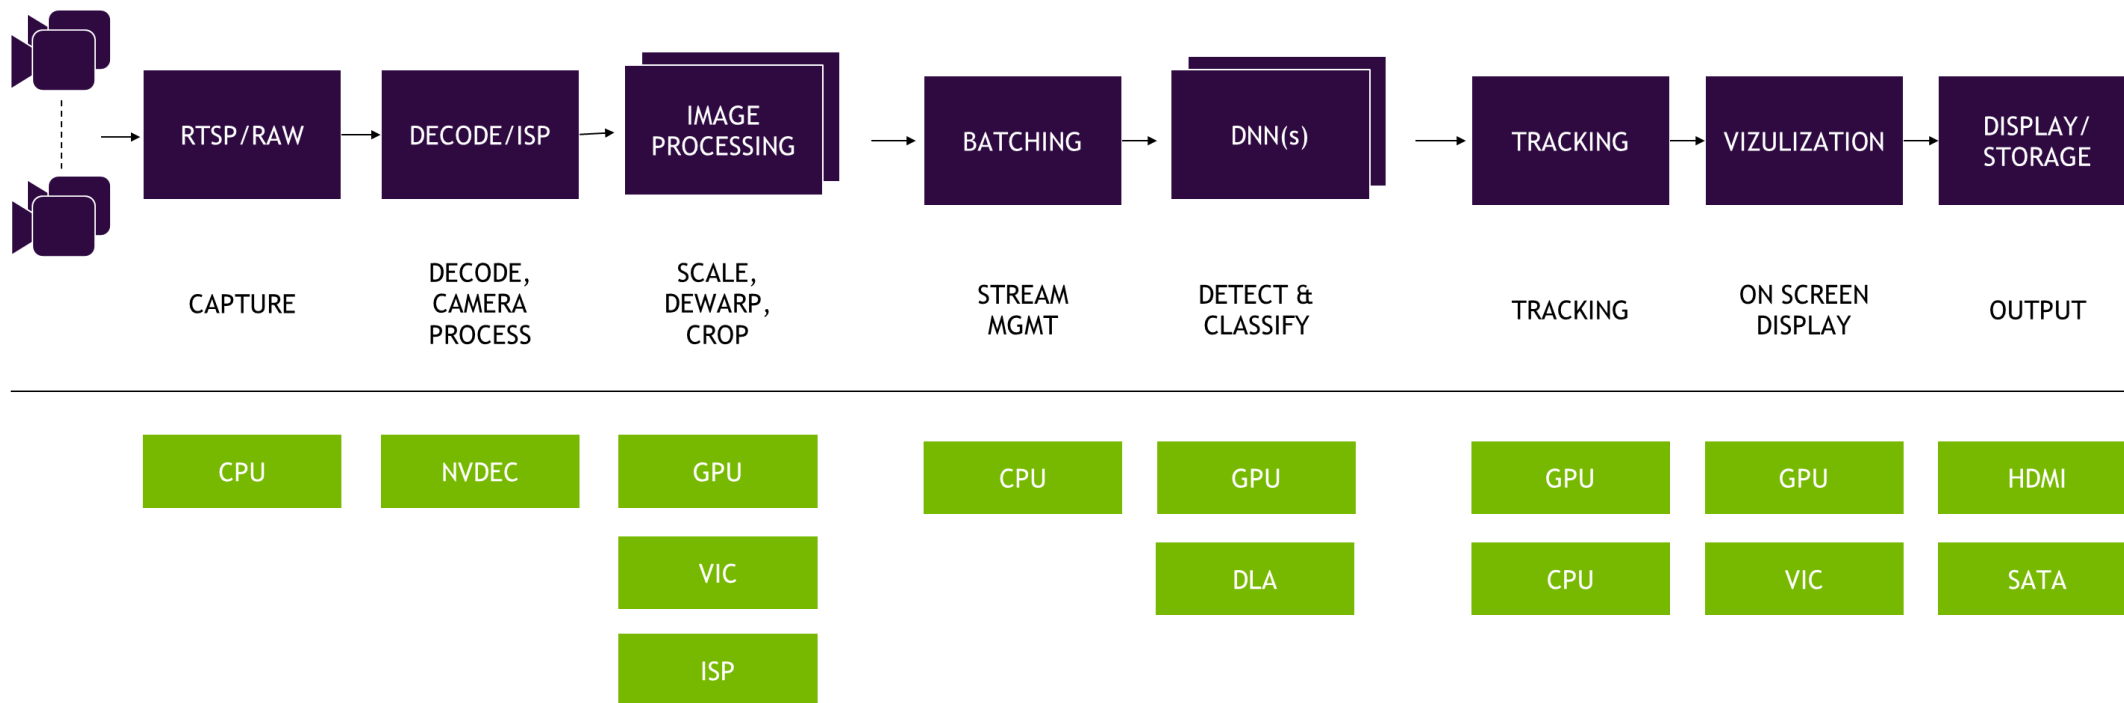 RTSP/RAW
DECODE/ISP
IMAGE
PROCESSING
BATCHING
DNN(s)
TRACKING
VIZULIZATION
DISPLAY/
STORAGE
CAPTURE
DECODE,
CAMERA
PROCESS
SCALE,
DEWARP,
CROP
STREAM
MGMT
DETECT &
CLASSIFY
TRACKING
ON SCREEN
DISPLAY
OUTPUT
CPU
NVDEC
GPU
CPU
GPU
GPU
GPU
HDMI
VIC
DLA
CPU
VIC
SATA
ISP